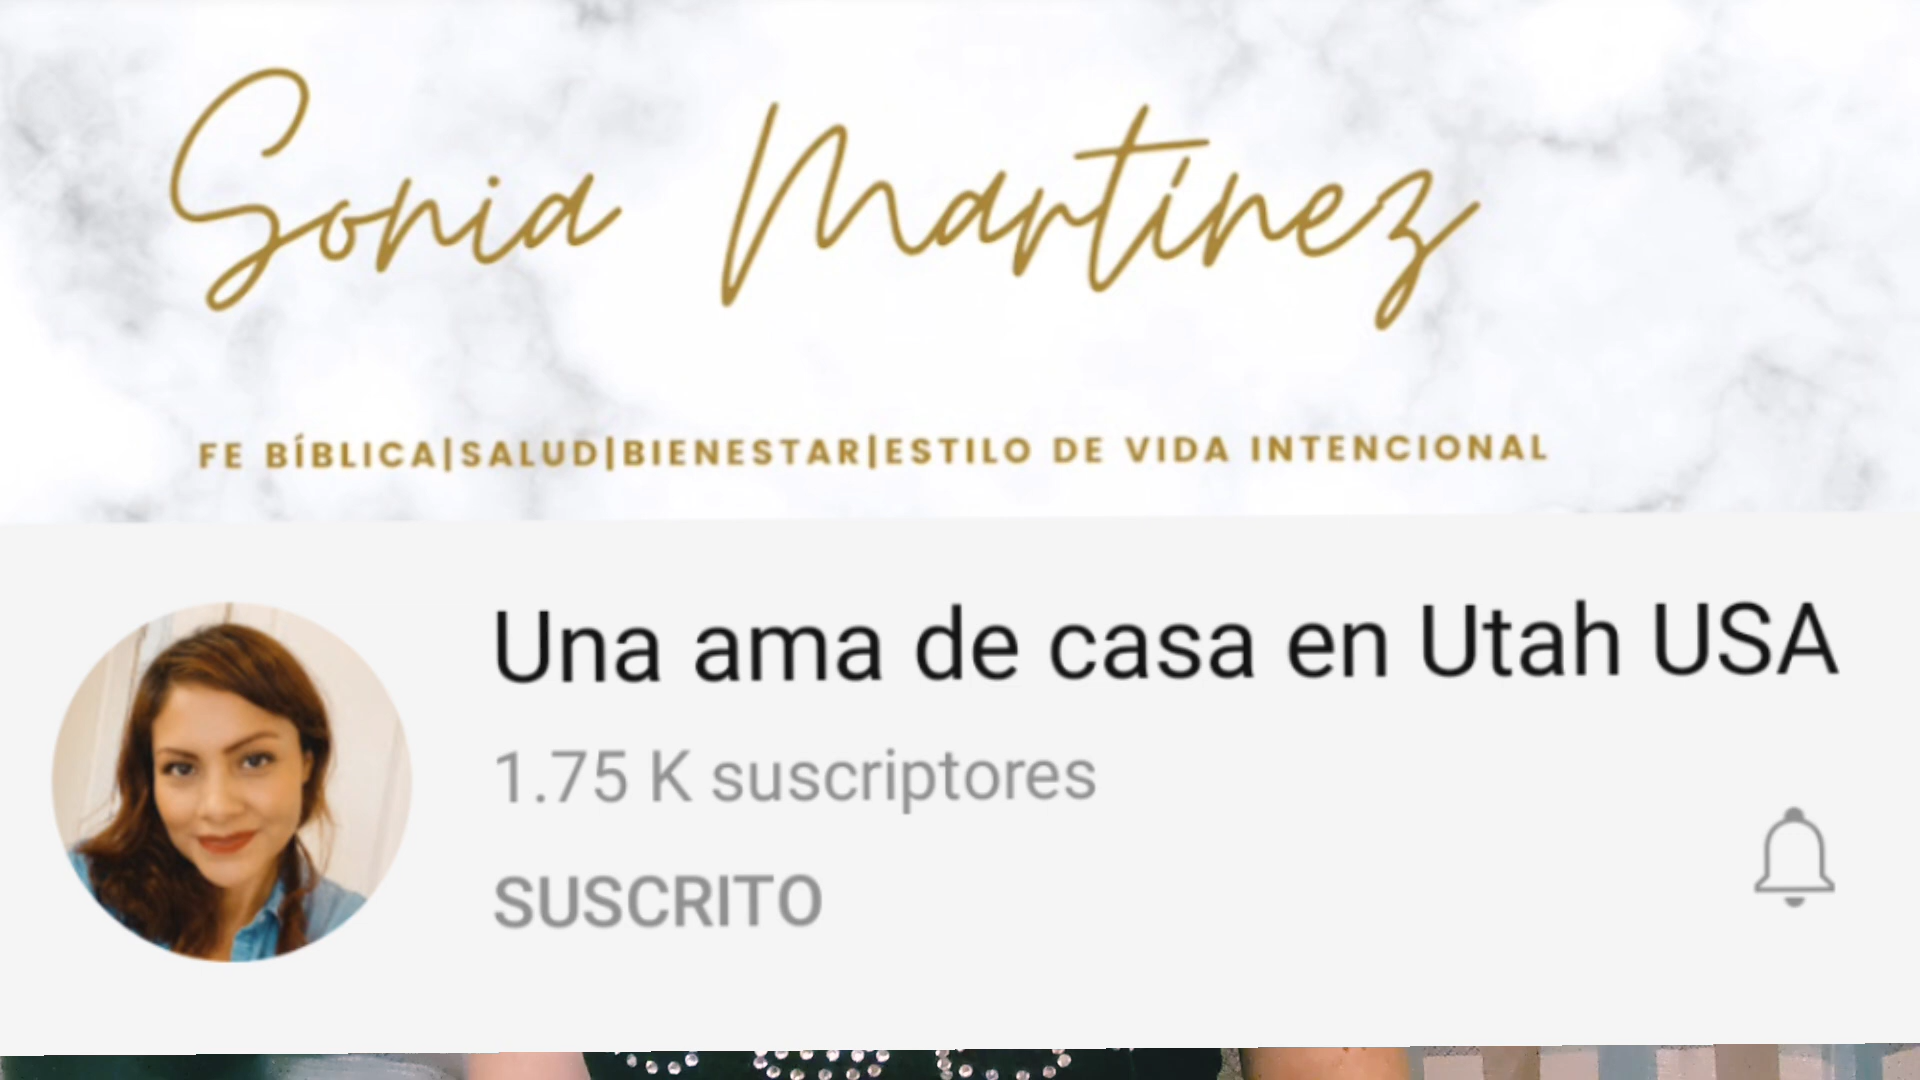 Sonia Martínez
FE BÍBLICA|SALUD|BIENESTAR|ESTILO DE VIDA INTENCIONAL
Una ama de casa en Utah USA
1.75 K suscriptores
SUSCRITO